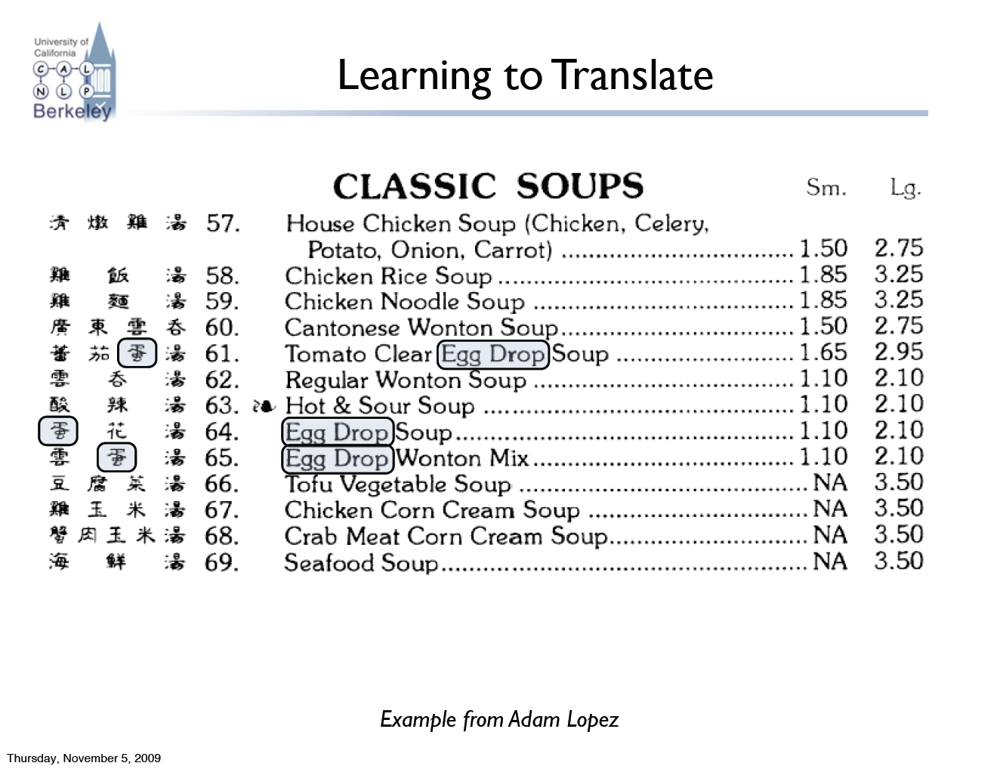 University of
California
C A L
N L P
Berkeley
Learning to Translate
CLASSIC SOUPS Sm. Lg.
清 燉 雞 湯 57. House Chicken Soup (Chicken, Celery,
Potato, Onion, Carrot) .................................. 1.50 2.75
雞 飯 湯 58. Chicken Rice Soup ........................................... 1.85 3.25
雞 麵 湯 59. Chicken Noodle Soup ...................................... 1.85 3.25
廣 東 雲 吞 60. Cantonese Wonton Soup.................................. 1.50 2.75
蕃 茄 蛋 湯 61. Tomato Clear Egg Drop Soup .......................... 1.65 2.95
雲 吞 湯 62. Regular Wonton Soup ...................................... 1.10 2.10
酸 辣 湯 63. ❧ Hot & Sour Soup ............................................. 1.10 2.10
蛋 花 湯 64. Egg Drop Soup................................................. 1.10 2.10
雲 蛋 湯 65. Egg Drop Wonton Mix...................................... 1.10 2.10
豆 腐 菜 湯 66. Tofu Vegetable Soup .......................................... NA 3.50
雞 玉 米 湯 67. Chicken Corn Cream Soup ................................ NA 3.50
蟹 肉 玉 米 湯 68. Crab Meat Corn Cream Soup............................. NA 3.50
海 鮮 湯 69. Seafood Soup..................................................... NA 3.50
Example from Adam Lopez
Thursday, November 5, 2009